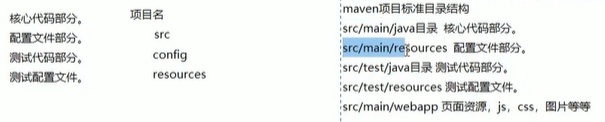 核心代码部分。
配置文件部分。
测试代码部分。
测试配置文件。
项目名
src
config
resources
maven项目标准目录结构
src/main/java目录 核心代码部分。
src/main/resources 配置文件部分。
src/test/java目录 测试代码部分。
src/test/resources 测试配置文件。
src/main/webapp 页面资源，js，css，图片等等